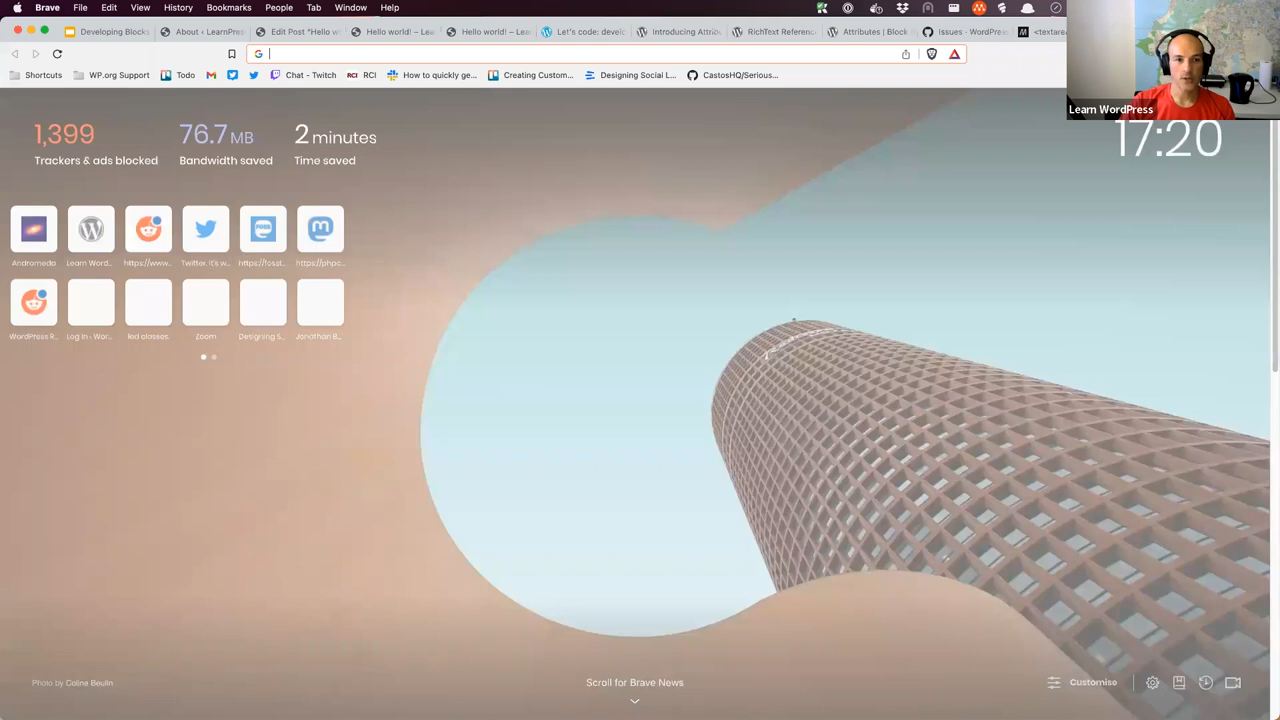 Brave File Edit View History Bookmarks People Tab Window Help
Developing Blocks About ‹ LearnPress Edit Post "Hello w Hello world! – Lea Hello world! – Lea Let's code: devel Introducing Attrib RichText Referenc Attributes | Block Issues · WordPres <textarea
Shortcuts WP.org Support Todo Chat - Twitch RCI RCI How to quickly ge... Creating Custom... Designing Social L... CastosHQ/Serious...
Learn WordPress
1,399 76.7 MB 2 minutes 17:20
Trackers & ads blocked Bandwidth saved Time saved
Andromeda Learn Word... https://www... Twitter. It's w... https://fosst... https://phpc...
WordPress R... Log In ‹ Wor... led classes. Zoom Designing S... Jonathan B...
Photo by Coline Beulin Scroll for Brave News Customise